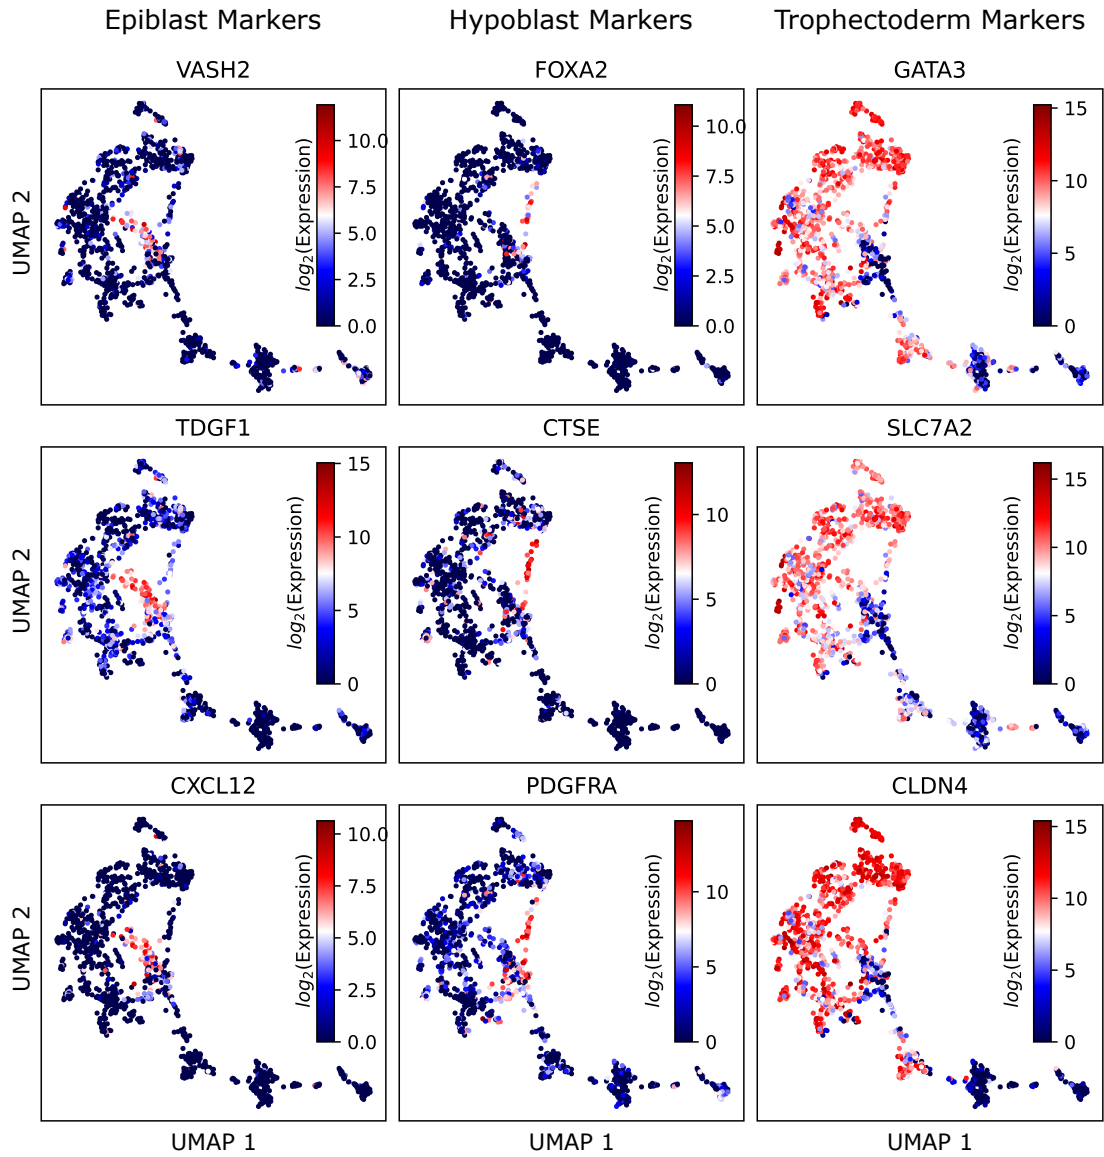 Epiblast Markers Hypoblast Markers Trophectoderm Markers
VASH2 FOXA2 GATA3
UMAP 2
log2(Expression)
10.0
7.5
5.0
2.5
0.0
log2(Expression)
10.0
7.5
5.0
2.5
0.0
log2(Expression)
15
10
5
0
TDGF1 CTSE SLC7A2
UMAP 2
log2(Expression)
15
10
5
0
log2(Expression)
10
5
0
log2(Expression)
15
10
5
0
CXCL12 PDGFRA CLDN4
UMAP 2
log2(Expression)
10.0
7.5
5.0
2.5
0.0
log2(Expression)
10
5
0
log2(Expression)
15
10
5
0
UMAP 1 UMAP 1 UMAP 1